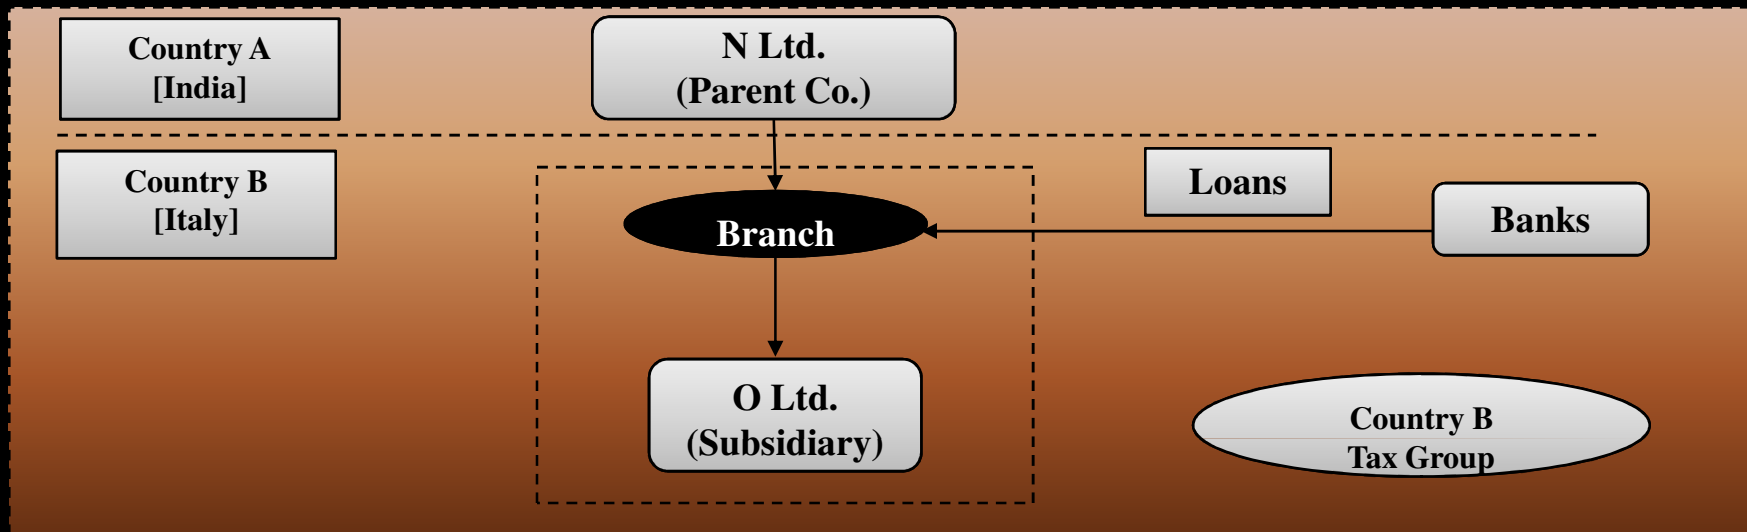 Country A
[India]
N Ltd.
(Parent Co.)
Country B
[Italy]
Loans
Banks
Branch
O Ltd.
(Subsidiary)
Country B
Tax Group